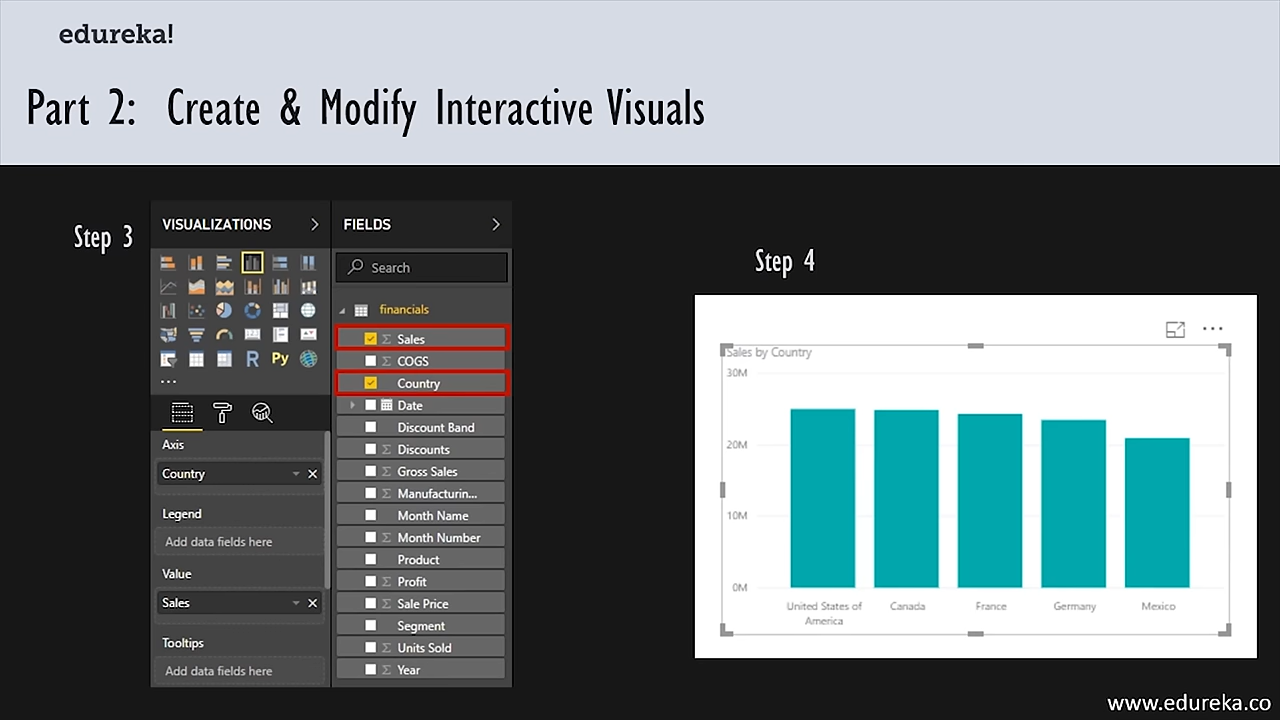 edureka!
Part 2: Create & Modify Interactive Visuals
Step 3
VISUALIZATIONS
R
Py
Axis
Country
Legend
Add data fields here
Value
Sales
Tooltips
Add data fields here
FIELDS
Search
financials
Σ Sales
Σ COGS
Country
Date
Discount Band
Σ Discounts
Σ Gross Sales
Σ Manufacturin...
Month Name
Σ Month Number
Product
Σ Profit
Σ Sale Price
Segment
Σ Units Sold
Σ Year
Step 4
Sales by Country
30M
20M
10M
0M
United States of
America
Canada
France
Germany
Mexico
www.edureka.co